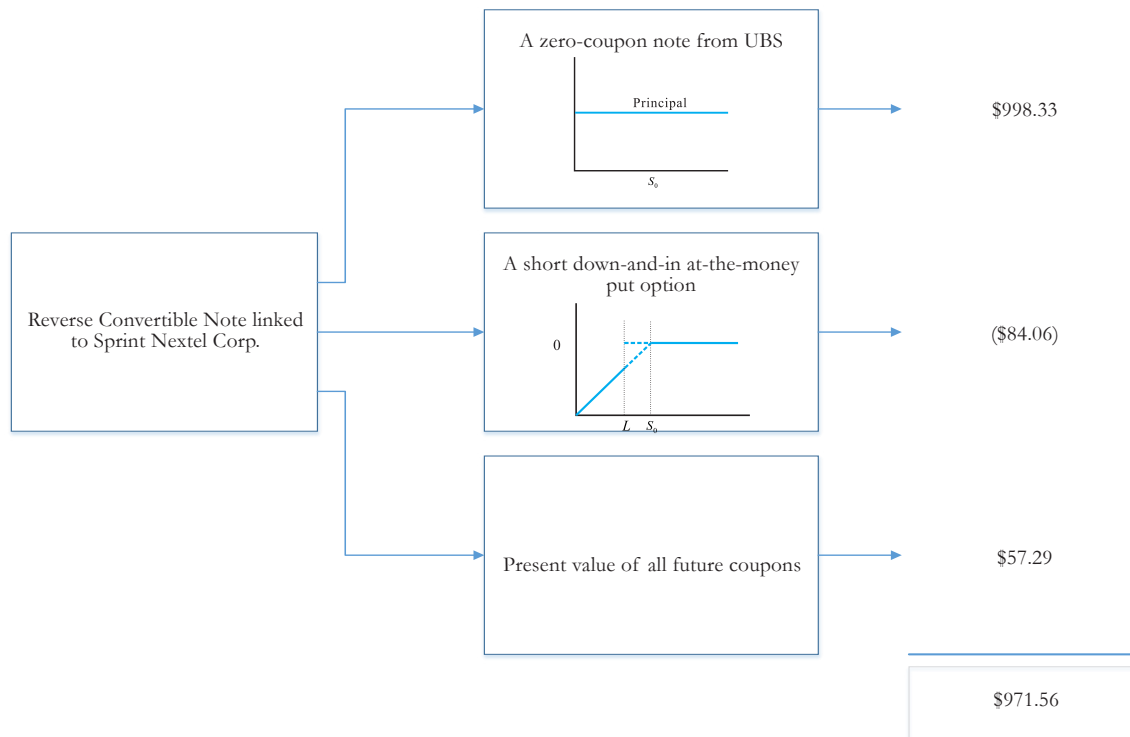 A zero-coupon note from UBS
Principal
S₀
$998.33
Reverse Convertible Note linked
to Sprint Nextel Corp.
A short down-and-in at-the-money
put option
0
L S₀
($84.06)
Present value of all future coupons
$57.29
$971.56